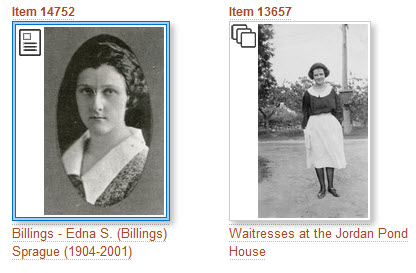 Item 14752
Billings - Edna S. (Billings)
Sprague (1904-2001)
Item 13657
Waitresses at the Jordan Pond
House